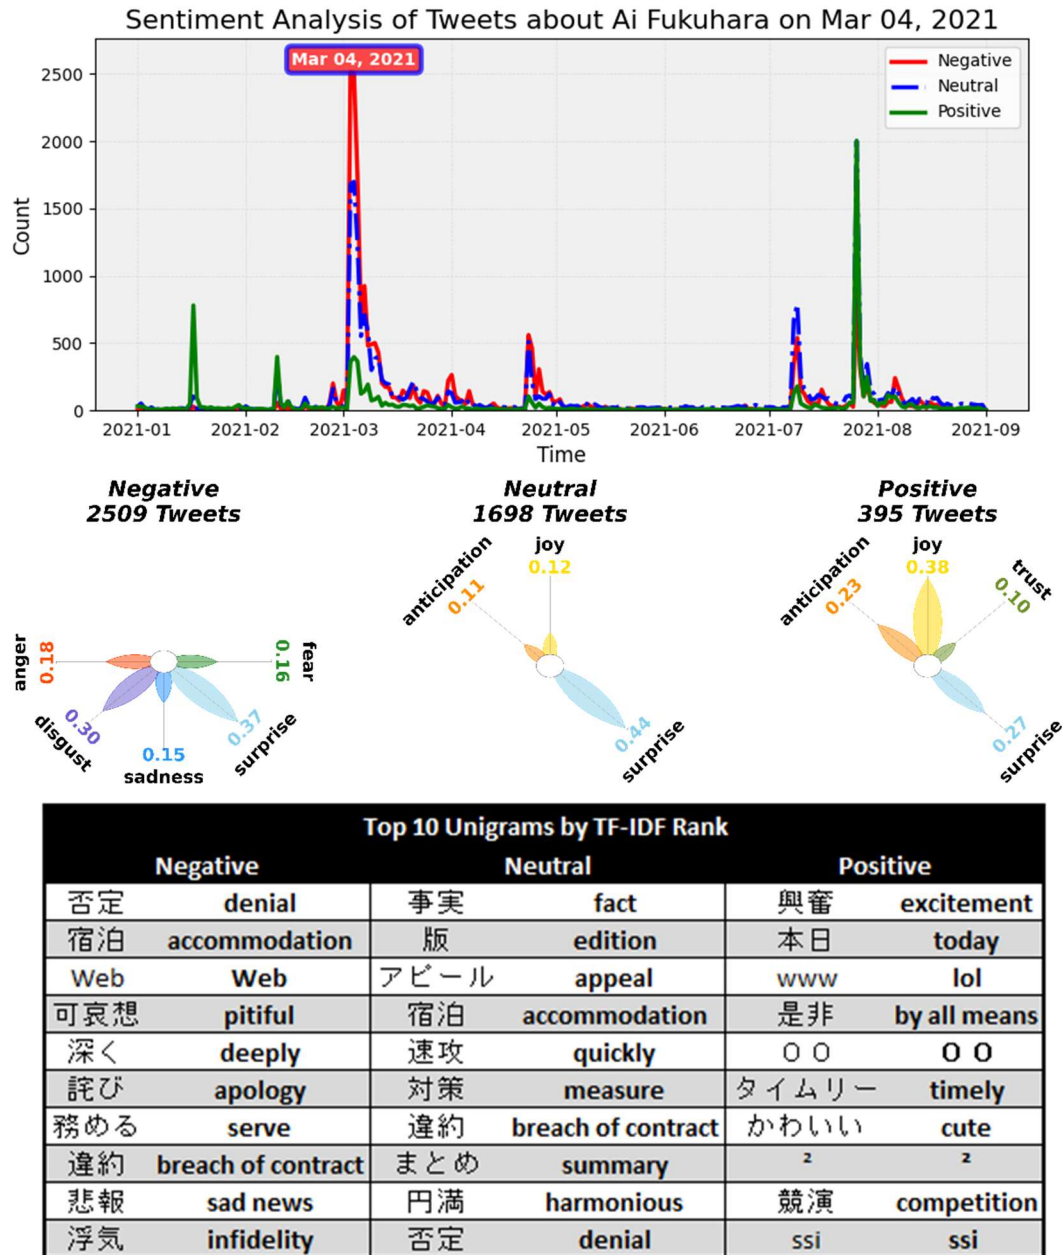 Sentiment Analysis of Tweets about Ai Fukuhara on Mar 04, 2021
Mar 04, 2021
Negative
Neutral
Positive
Count
2500
2000
1500
1000
500
0
2021-01 2021-02 2021-03 2021-04 2021-05 2021-06 2021-07 2021-08 2021-09
Time
Negative
2509 Tweets
anger
0.18
disgust
0.30
0.15
sadness
0.37
surprise
0.16
fear
Neutral
1698 Tweets
anticipation
0.11
joy
0.12
0.44
surprise
Positive
395 Tweets
anticipation
0.23
joy
0.38
trust
0.10
0.27
surprise
Top 10 Unigrams by TF-IDF Rank
Negative Neutral Positive
否定 denial 事実 fact 興奮 excitement
宿泊 accommodation 版 edition 本日 today
Web Web アピール appeal www lol
可哀想 pitiful 宿泊 accommodation 是非 by all means
深く deeply 速攻 quickly O O O O
詫び apology 対策 measure タイムリー timely
務める serve 違約 breach of contract かわいい cute
違約 breach of contract まとめ summary ² ²
悲報 sad news 円満 harmonious 競演 competition
浮気 infidelity 否定 denial ssi ssi